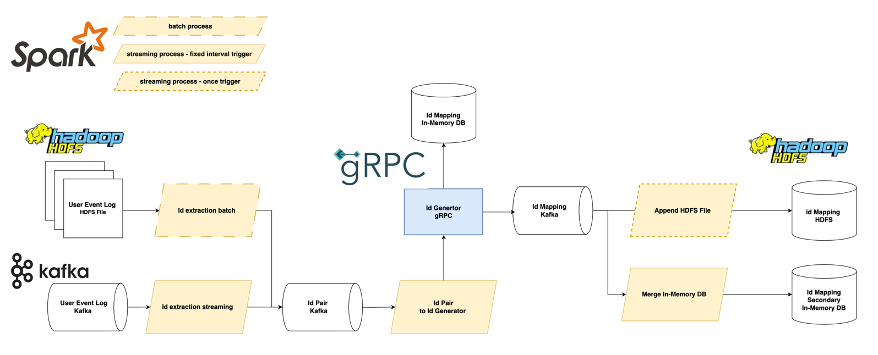 Spark
batch process
streaming process - fixed interval trigger
streaming process - once trigger
hadoop
HDFS
User Event Log
HDFS File
Id extraction batch
kafka
User Event Log
Kafka
Id extraction streaming
Id Pair
Kafka
Id Pair
to Id Generator
gRPC
Id Mapping
In-Memory DB
Id Genertor
gRPC
Id Mapping
Kafka
hadoop
HDFS
Append HDFS File
Id Mapping
HDFS
Merge In-Memory DB
Id Mapping
Secondary
In-Memory DB